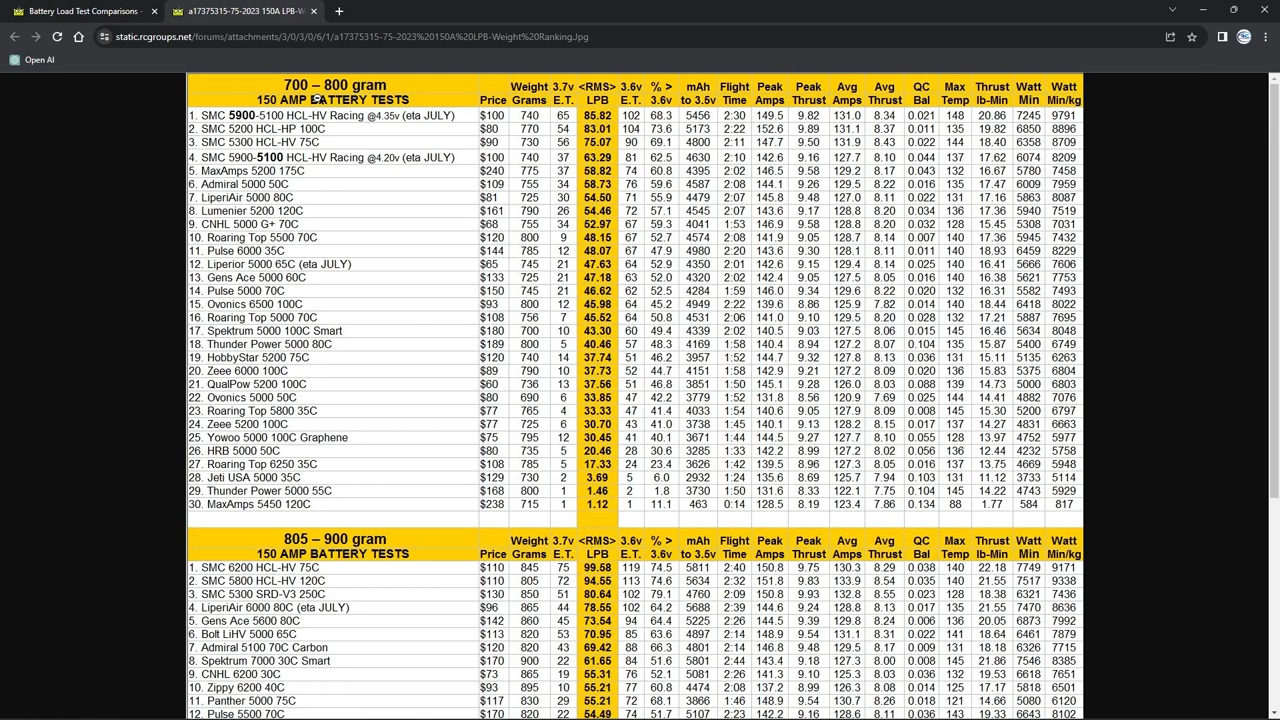 Battery Load Test Comparisons -
a17375315-75-2023 150A LPB-W
static.rcgroups.net/forums/attachments/3/0/3/0/6/1/a17375315-75-2023%20150A%20LPB-Weight%20Ranking.Jpg
Open AI
700 – 800 gram Weight 3.7v <RMS> 3.6v % > mAh Flight Peak Peak Avg Avg QC Max Thrust Watt Watt
150 AMP BATTERY TESTS Price Grams E.T. LPB E.T. 3.6v to 3.5v Time Amps Thrust Amps Thrust Bal Temp lb-Min Min Min/kg
1. SMC 5900-5100 HCL-HV Racing @4.35v (eta JULY) $100 740 65 85.82 102 68.3 5456 2:30 149.5 9.82 131.0 8.34 0.021 148 20.86 7245 9791
2. SMC 5200 HCL-HP 100C $100 770 54 83.01 104 73.6 5173 2:22 152.6 9.89 131.1 8.37 0.011 135 19.82 6850 8896
3. SMC 5300 HCL-HV 75C $90 730 56 75.07 90 69.1 4800 2:11 147.7 9.50 131.9 8.43 0.022 144 18.40 6358 8709
4. SMC 5900-5100 HCL-HV Racing @4.20v (eta JULY) $100 740 37 63.29 81 62.5 4630 2:10 142.6 9.16 127.7 8.10 0.044 137 17.62 6074 8209
5. MaxAmps 5200 175C $240 775 37 58.82 74 60.8 4395 2:02 146.5 9.58 129.2 8.17 0.043 132 16.67 5780 7458
6. Admiral 5000 50C $109 755 34 58.73 76 59.6 4587 2:08 144.1 9.26 129.5 8.22 0.016 135 17.47 6009 7959
7. LiperiAir 5000 80C $81 725 30 54.50 71 55.9 4479 2:07 145.8 9.48 127.0 8.11 0.022 131 17.16 5863 8087
8. Lumenier 5200 120C $161 790 26 54.46 72 57.1 4545 2:07 143.6 9.17 128.8 8.20 0.034 136 17.36 5940 7519
9. CNHL 5000 G+ 70C $68 755 34 52.97 67 59.3 4041 1:53 146.9 9.58 128.8 8.20 0.032 128 15.45 5308 7031
10. Roaring Top 5500 70C $120 800 9 48.15 67 52.7 4574 2:08 141.9 9.05 128.7 8.14 0.007 140 17.36 5945 7432
11. Pulse 6000 35C $144 785 12 48.07 67 47.9 4980 2:20 143.6 9.30 128.1 8.11 0.011 140 18.93 6459 8229
12. Liperior 5000 65C (eta JULY) $65 745 21 47.63 64 52.9 4350 2:01 142.6 9.15 129.4 8.14 0.025 140 16.41 5666 7606
13. Gens Ace 5000 60C $133 725 21 47.18 63 52.0 4320 2:02 142.4 9.05 127.5 8.05 0.016 140 16.38 5621 7753
14. Pulse 5000 70C $150 745 21 46.62 62 52.5 4284 1:59 146.0 9.34 129.6 8.22 0.020 132 16.31 5582 7493
15. Ovonics 6500 100C $93 800 12 45.98 64 45.2 4949 2:22 139.6 8.86 125.9 7.82 0.014 140 18.44 6418 8022
16. Roaring Top 5000 70C $108 756 7 45.52 64 50.8 4531 2:06 141.0 9.10 129.5 8.20 0.028 132 17.21 5887 7695
17. Spektrum 5000 100C Smart $180 700 10 43.30 60 49.4 4339 2:02 140.5 9.03 127.5 8.06 0.015 145 16.46 5634 8048
18. Thunder Power 5000 80C $189 800 5 40.46 57 48.3 4169 1:58 140.4 8.94 127.2 8.07 0.104 135 15.87 5400 6749
19. HobbyStar 5200 75C $120 740 14 37.74 51 46.2 3957 1:52 144.7 9.32 127.8 8.13 0.036 131 15.11 5135 6263
20. Zeee 6000 100C $89 790 10 37.73 52 44.7 4151 1:58 142.9 9.21 127.2 8.09 0.020 136 15.83 5375 6804
21. QualPow 5200 100C $60 736 13 37.56 51 46.8 3851 1:50 145.1 9.28 126.0 8.03 0.088 139 14.73 5000 6803
22. Ovonics 5000 50C $80 690 6 33.85 47 42.2 3779 1:52 131.8 8.56 120.9 7.69 0.025 144 14.41 4882 7076
23. Roaring Top 5800 35C $77 765 4 33.33 47 41.4 4033 1:54 140.6 9.05 127.9 8.09 0.008 145 15.30 5200 6797
24. Zeee 5200 100C $77 725 6 30.70 43 41.0 3738 1:45 140.1 9.13 128.2 8.15 0.017 137 14.27 4831 6663
25. Yowoo 5000 100C Graphene $75 795 12 30.45 41 40.1 3671 1:44 144.5 9.27 127.7 8.10 0.055 128 13.97 4752 5977
26. HRB 5000 50C $80 735 5 20.46 28 30.6 3285 1:33 142.2 8.99 127.2 8.02 0.056 136 12.44 4232 5758
27. Roaring Top 6250 35C $108 785 5 17.33 24 23.4 3626 1:42 139.5 8.96 127.3 8.05 0.016 137 13.75 4669 5948
28. Jeti USA 5000 35C $129 730 2 3.69 5 6.0 2932 1:24 135.6 8.69 125.7 7.94 0.103 131 11.12 3733 5114
29. Thunder Power 5000 55C $168 800 1 1.46 2 1.8 3730 1:50 131.6 8.58 122.1 7.75 0.104 145 14.22 4743 5929
30. MaxAmps 5450 120C $238 715 1 1.12 1 11.1 463 0:14 128.5 8.19 123.4 7.86 0.134 88 1.77 584 817
805 – 900 gram Weight 3.7v <RMS> 3.6v % > mAh Flight Peak Peak Avg Avg QC Max Thrust Watt Watt
150 AMP BATTERY TESTS Price Grams E.T. LPB E.T. 3.6v to 3.5v Time Amps Thrust Amps Thrust Bal Temp lb-Min Min Min/kg
1. SMC 6200 HCL-HV 75C $110 845 75 99.58 119 74.5 5811 2:40 150.8 9.75 130.3 8.29 0.038 140 22.18 7749 9171
2. SMC 5800 HCL-HV 120C $110 805 72 94.55 113 74.6 5634 2:32 151.8 9.83 133.9 8.54 0.035 140 21.55 7517 9338
3. SMC 5300 SRD-V3 250C $130 850 51 80.64 102 79.1 4760 2:09 150.8 9.93 132.8 8.55 0.023 128 18.38 6321 7436
4. LiperiAir 6000 80C (eta JULY) $96 865 44 78.55 102 64.2 5688 2:39 144.6 9.24 128.8 8.13 0.017 135 21.55 7470 8636
5. Gens Ace 5600 80C $142 860 45 73.54 94 64.4 5225 2:26 144.5 9.39 129.8 8.24 0.006 136 20.05 6873 7992
6. Bolt LiHV 5000 65C $113 820 53 70.95 85 63.6 4897 2:14 148.9 9.54 131.1 8.31 0.022 141 18.64 6461 7879
7. Admiral 5100 70C Carbon $120 820 43 69.42 88 66.3 4801 2:14 146.8 9.48 129.5 8.17 0.009 131 18.18 6326 7715
8. Spektrum 7000 30C Smart $170 900 22 61.65 84 51.6 5801 2:44 143.4 9.18 127.3 8.00 0.008 145 21.86 7546 8385
9. CNHL 6200 30C $73 865 19 55.31 76 52.1 5081 2:26 141.3 9.10 125.3 8.03 0.036 132 19.53 6618 7651
10. Zippy 6200 40C $93 895 10 55.21 77 60.8 4474 2:06 137.2 8.99 126.3 8.08 0.014 125 17.17 5818 6501
11. Panther 5000 75C $117 830 29 55.21 73 68.1 3866 1:46 145.7 9.56 130.7 8.18 0.021 121 14.66 5080 6120
12. Pulse 5500 70C $170 820 22 54.49 74 51.7 5107 2:23 142.2 9.16 127.8 8.11 0.006 143 19.33 6643 8102